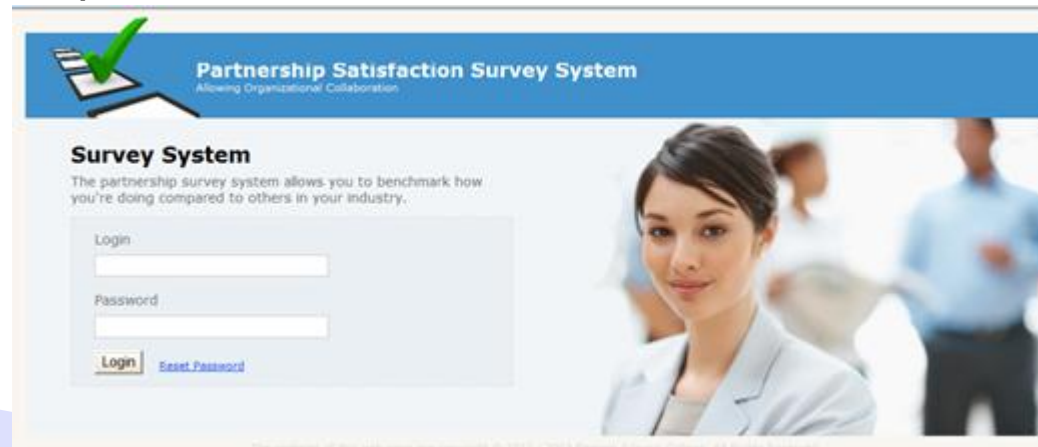 Partnership Satisfaction Survey System
Allowing Organizational Collaboration
Survey System
The partnership survey system allows you to benchmark how
you're doing compared to others in your industry.
Login
Password
Login Reset Password